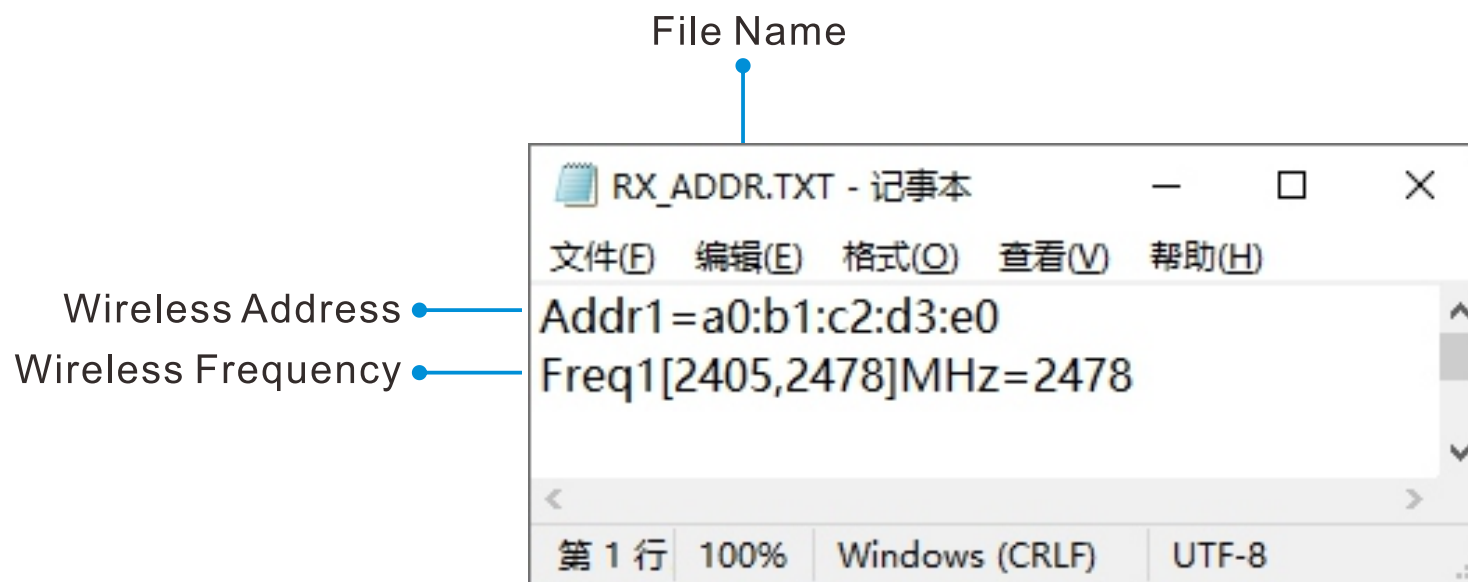 File Name
RX_ADDR.TXT - 记事本
文件(F) 编辑(E) 格式(O) 查看(V) 帮助(H)
Wireless Address
Addr1=a0:b1:c2:d3:e0
Wireless Frequency
Freq1[2405,2478]MHz=2478
第 1 行 100% Windows (CRLF) UTF-8